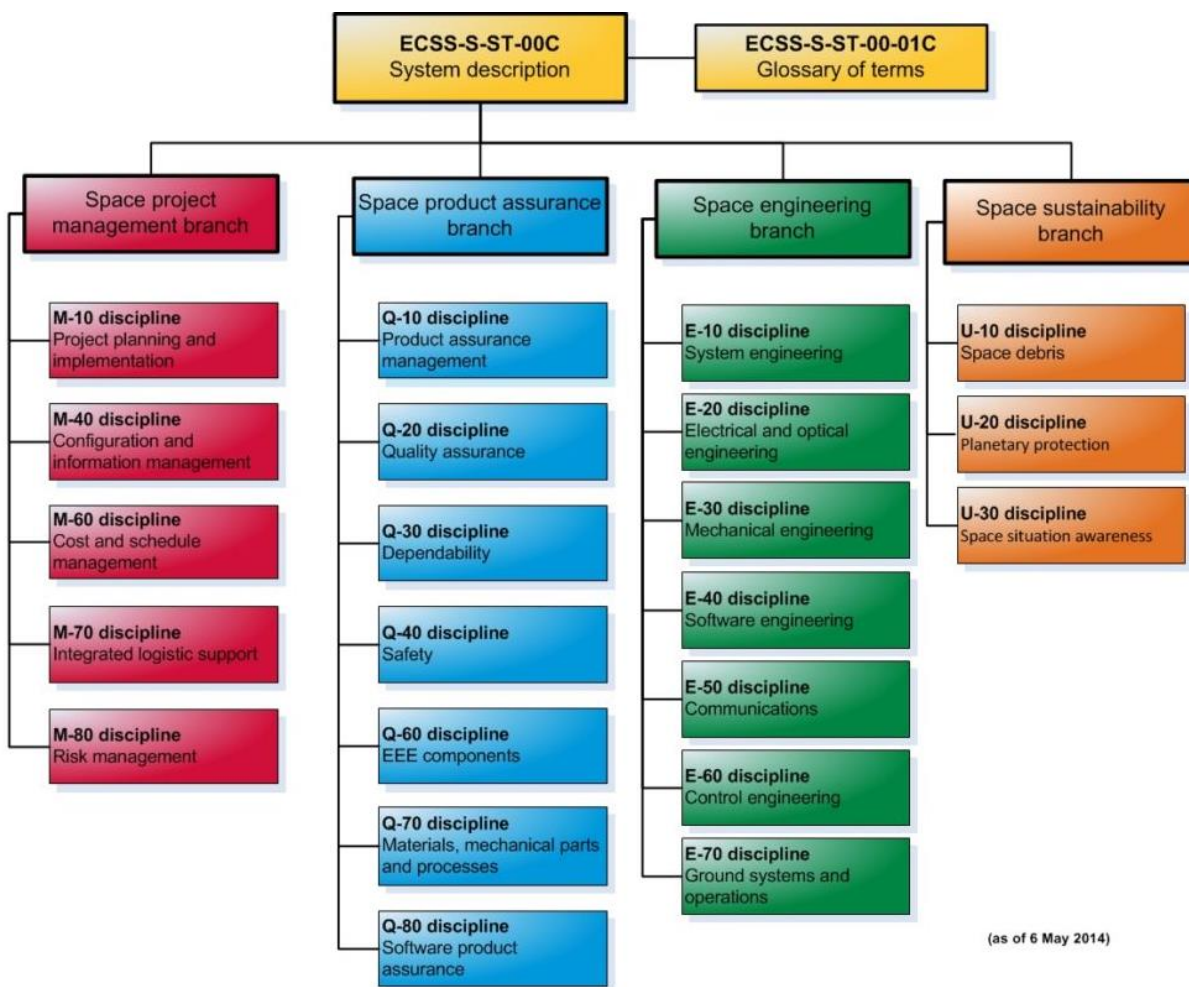 ECSS-S-ST-00C
System description
ECSS-S-ST-00-01C
Glossary of terms
Space project
management branch
M-10 discipline
Project planning and
implementation
M-40 discipline
Configuration and
information management
M-60 discipline
Cost and schedule
management
M-70 discipline
Integrated logistic support
M-80 discipline
Risk management
Space product assurance
branch
Q-10 discipline
Product assurance
management
Q-20 discipline
Quality assurance
Q-30 discipline
Dependability
Q-40 discipline
Safety
Q-60 discipline
EEE components
Q-70 discipline
Materials, mechanical parts
and processes
Q-80 discipline
Software product
assurance
Space engineering
branch
E-10 discipline
System engineering
E-20 discipline
Electrical and optical
engineering
E-30 discipline
Mechanical engineering
E-40 discipline
Software engineering
E-50 discipline
Communications
E-60 discipline
Control engineering
E-70 discipline
Ground systems and
operations
Space sustainability
branch
U-10 discipline
Space debris
U-20 discipline
Planetary protection
U-30 discipline
Space situation awareness
(as of 6 May 2014)